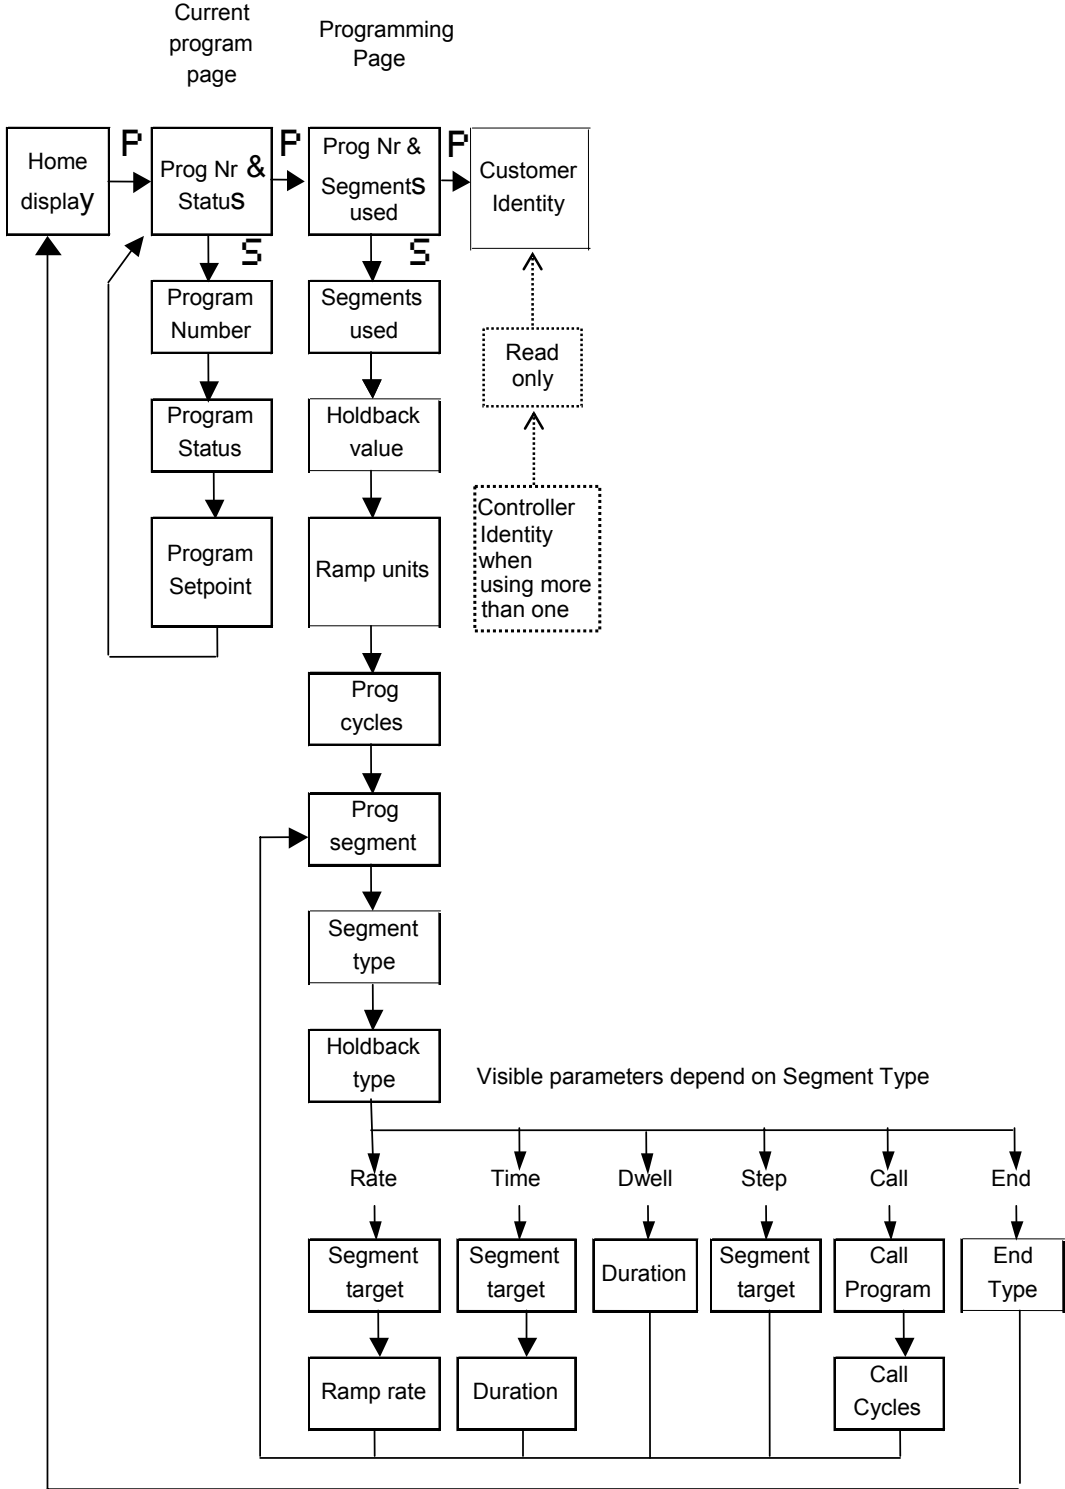 Current
program
page
Programming
Page
P
P
P
Home
display
Prog Nr &
Status
Prog Nr &
Segments
used
Customer
Identity
S
S
Program
Number
Segments
used
Read
only
Program
Status
Holdback
value
Controller
Identity
when
using more
than one
Program
Setpoint
Ramp units
Prog
cycles
Prog
segment
Segment
type
Holdback
type
Visible parameters depend on Segment Type
Rate
Time
Dwell
Step
Call
End
Segment
target
Segment
target
Duration
Segment
target
Call
Program
End
Type
Ramp rate
Duration
Call
Cycles